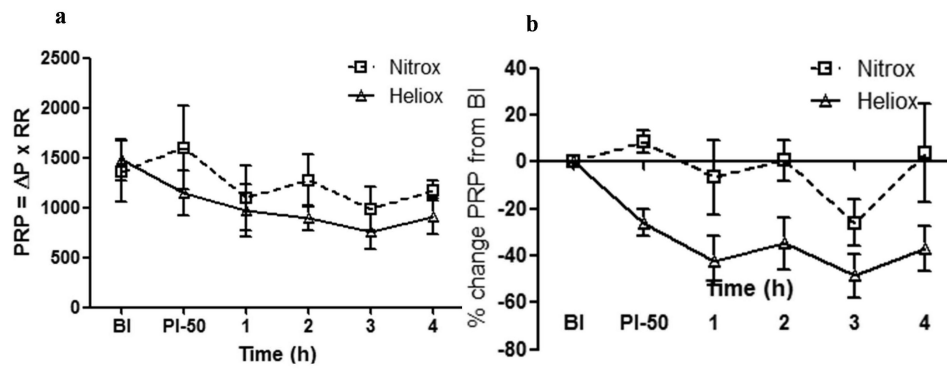 a
2500
2000
1500
1000
500
0
PRP = ΔP x RR
Nitrox
Heliox
BI PI-50 1 2 3 4
Time (h)
b
40
20
0
-20
-40
-60
-80
% change PRP from BI
Nitrox
Heliox
Time (h)
BI PI-50 1 2 3 4